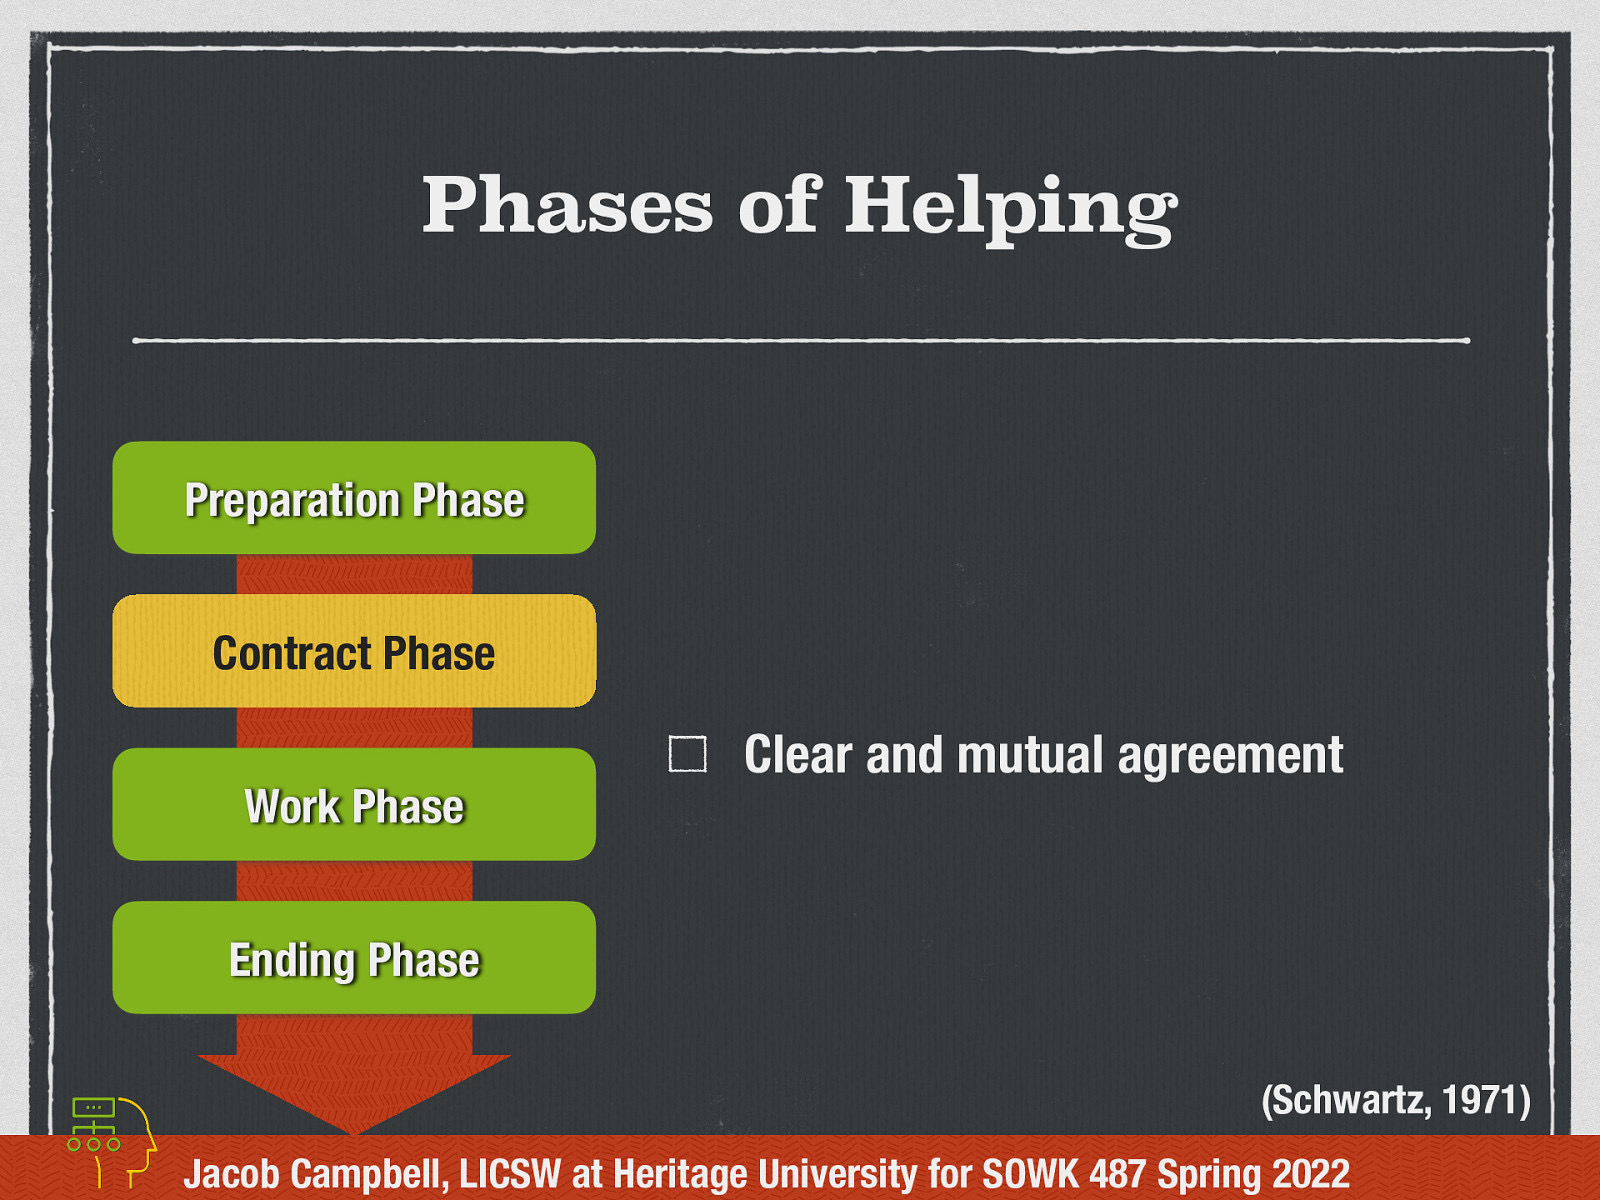 Phases of Helping
Preparation Phase
Contract Phase
Work Phase
Ending Phase
Clear and mutual agreement
(Schwartz, 1971)
Jacob Campbell, LICSW at Heritage University for SOWK 487 Spring 2022